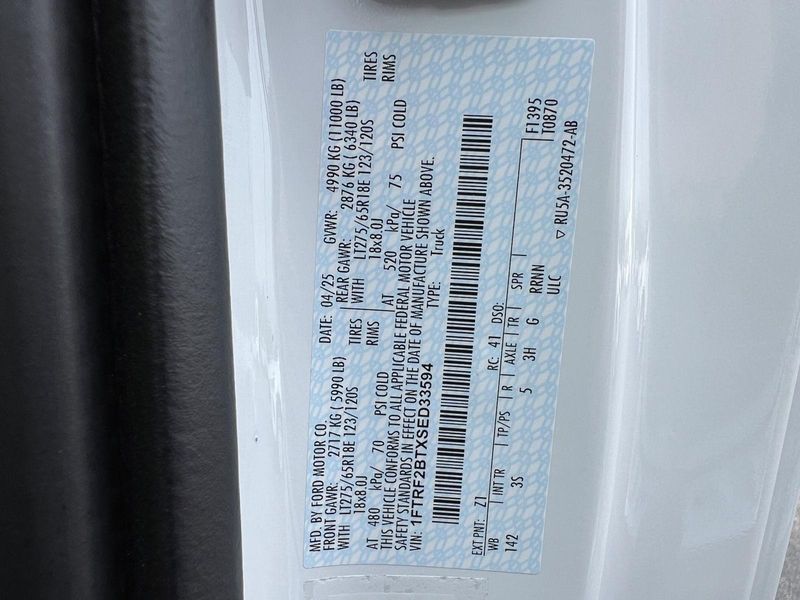 MFD. BY FORD MOTOR CO.
DATE: 04/25 GVWR: 4990 KG (11000 LB)
FRONT GAWR: 2717 KG (5990 LB) REAR GAWR: 2876 KG ( 6340 LB)
WITH LT275/65R18E 123/120S TIRES WITH LT275/65R18E 123/120S TIRES
18x8.0J RIMS 18x8.0J RIMS
AT 480 kPa/ 70 PSI COLD AT 520 kPa/ 75 PSI COLD
THIS VEHICLE CONFORMS TO ALL APPLICABLE FEDERAL MOTOR VEHICLE
SAFETY STANDARDS IN EFFECT ON THE DATE OF MANUFACTURE SHOWN ABOVE.
VIN: 1FTRF2BTXSED33594 TYPE: Truck
EXT PNT: Z1 RC: 41 DSO: F1395
WB INT TR TP/PS R AXLE TR SPR T0870
142 3S 5 3H G RRNN
ULC
▽ RU5A-3520472-AB